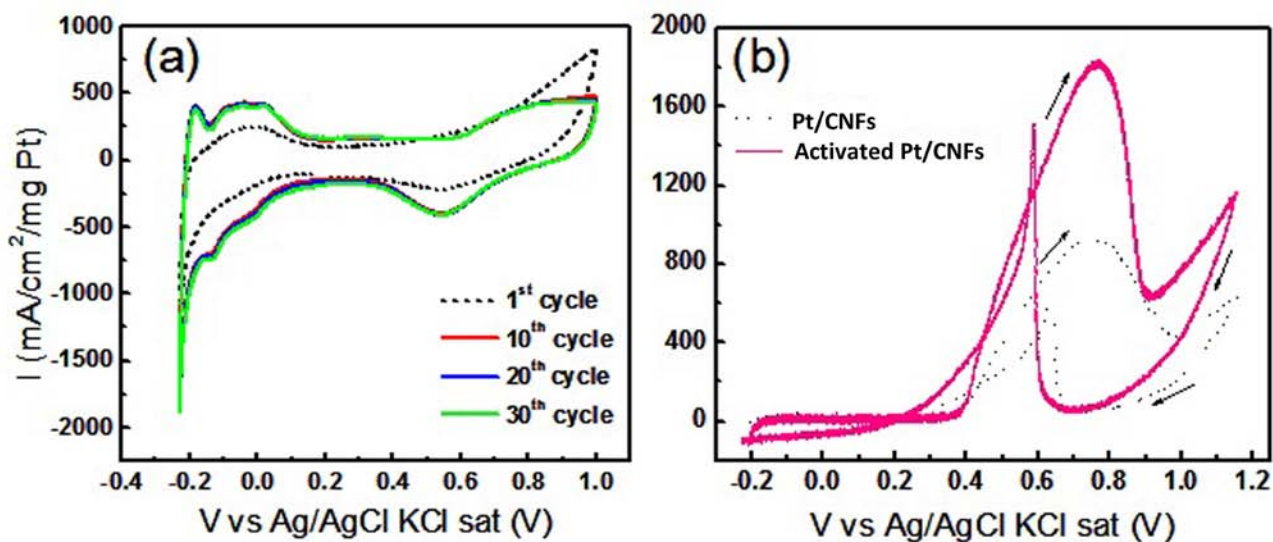 (a)
1000
500
0
-500
-1000
-1500
-2000
I (mA/cm²/mg Pt)
1st cycle
10th cycle
20th cycle
30th cycle
-0.4 -0.2 0.0 0.2 0.4 0.6 0.8 1.0
V vs Ag/AgCl KCl sat (V)
(b)
2000
1600
1200
800
400
0
Pt/CNFs
Activated Pt/CNFs
-0.2 0.0 0.2 0.4 0.6 0.8 1.0 1.2
V vs Ag/AgCl KCl sat (V)